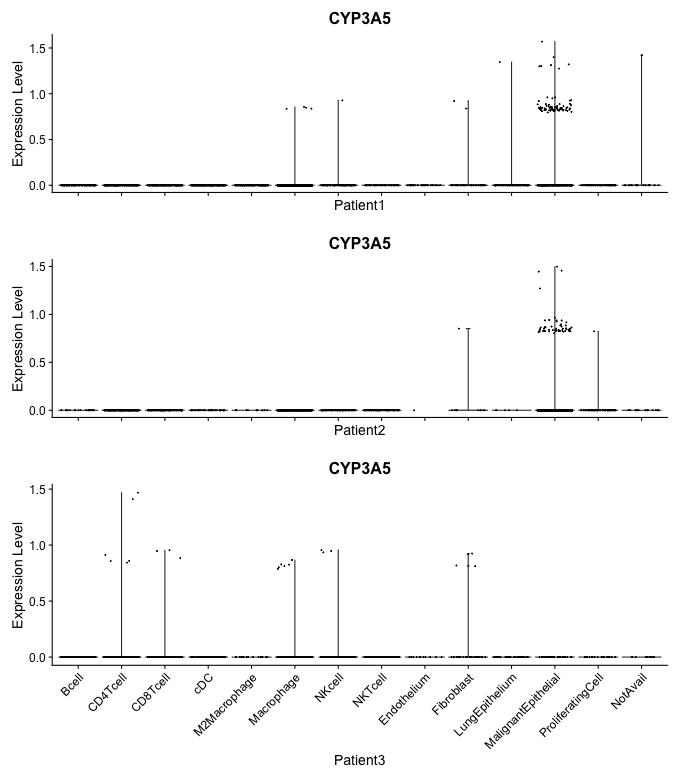 CYP3A5
Expression Level
1.5
1.0
0.5
0.0
Patient1
CYP3A5
Expression Level
1.5
1.0
0.5
0.0
Patient2
CYP3A5
Expression Level
1.5
1.0
0.5
0.0
Bcell
CD4Tcell
CD8Tcell
cDC
M2Macrophage
Macrophage
NKcell
NKTcell
Endothelium
Fibroblast
LungEpithelium
MalignantEpithelial
ProliferatingCell
NotAvail
Patient3